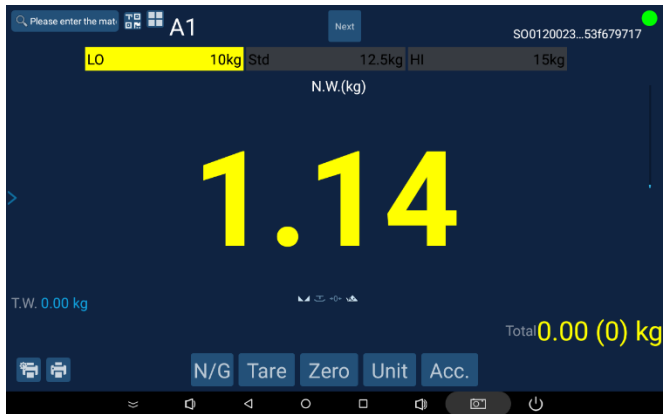 Please enter the mat
A1
Next
SO0120023...53f679717
LO 10kg Std 12.5kg HI 15kg
N.W.(kg)
1.14
T.W. 0.00 kg
→0←
Total 0.00 (0) kg
N/G Tare Zero Unit Acc.